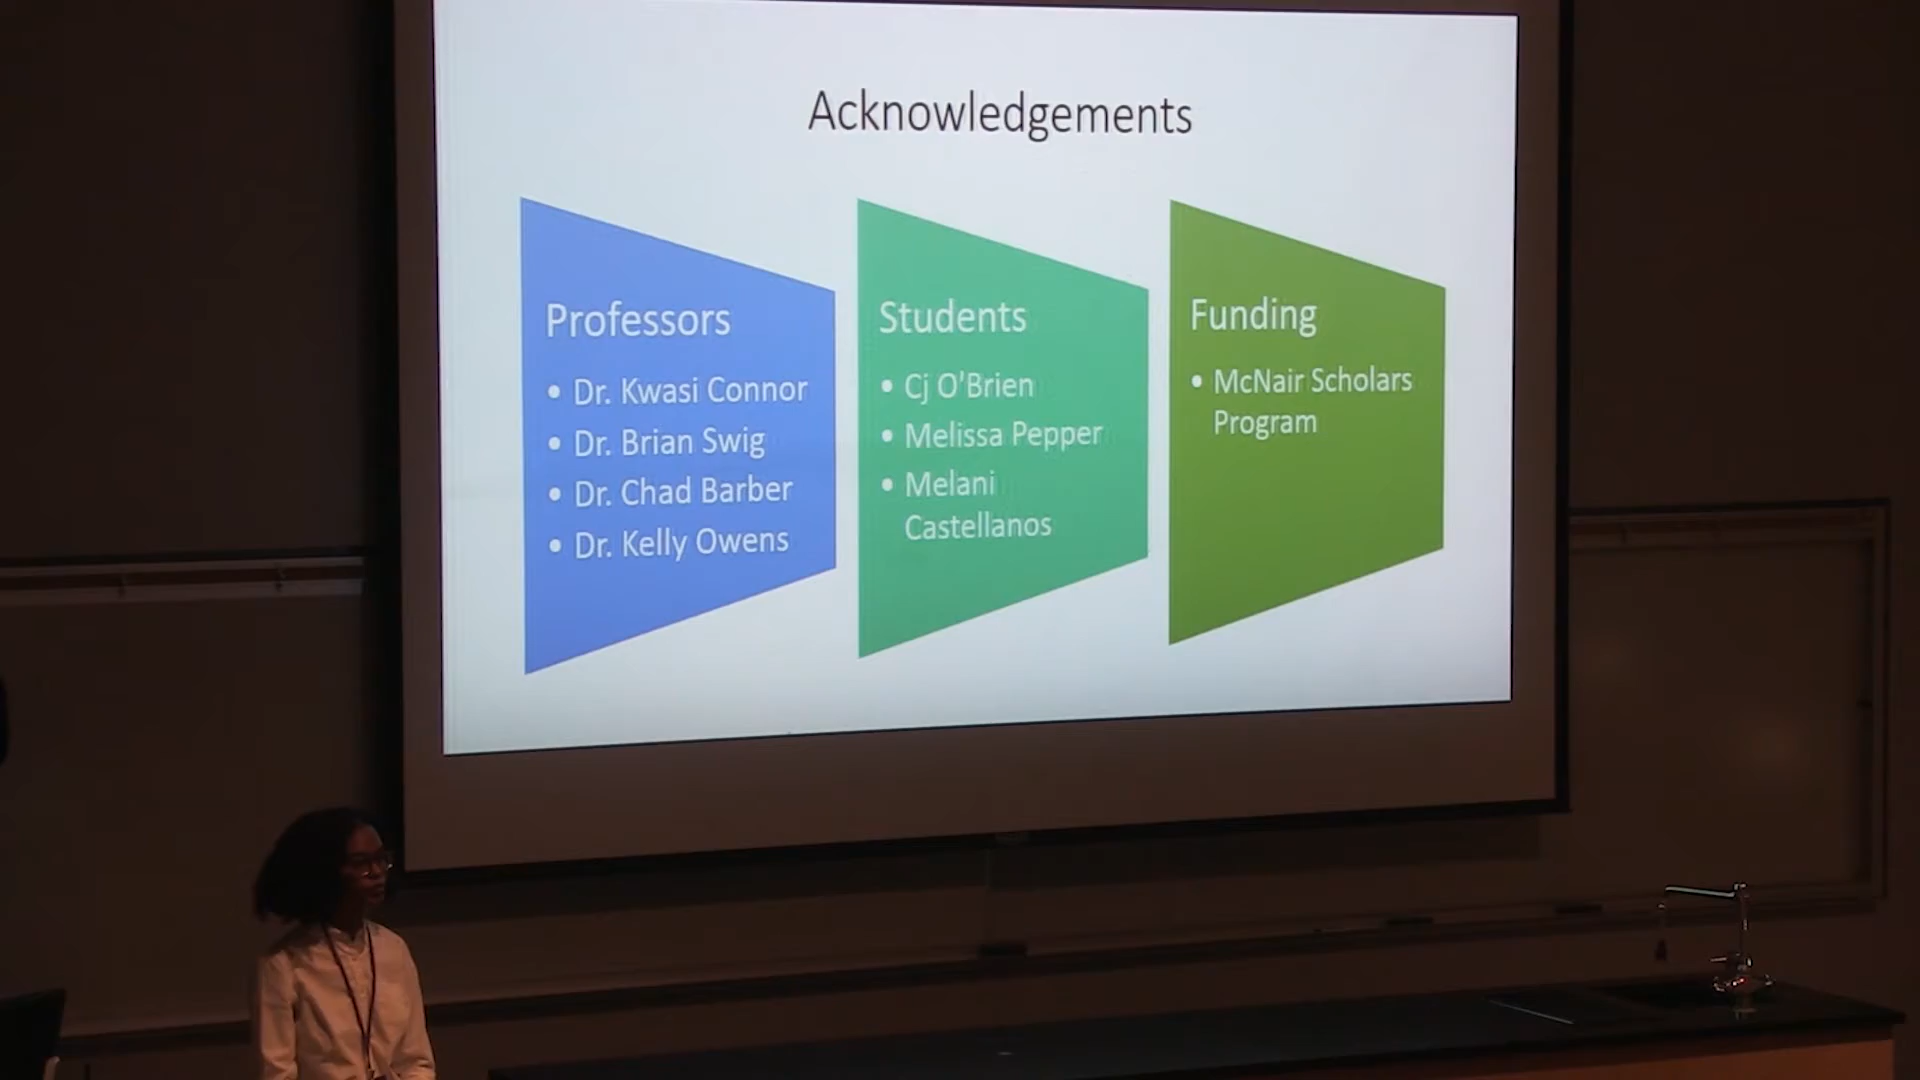 Acknowledgements
Professors
• Dr. Kwasi Connor
• Dr. Brian Swig
• Dr. Chad Barber
• Dr. Kelly Owens
Students
• Cj O'Brien
• Melissa Pepper
• Melani
Castellanos
Funding
• McNair Scholars
Program